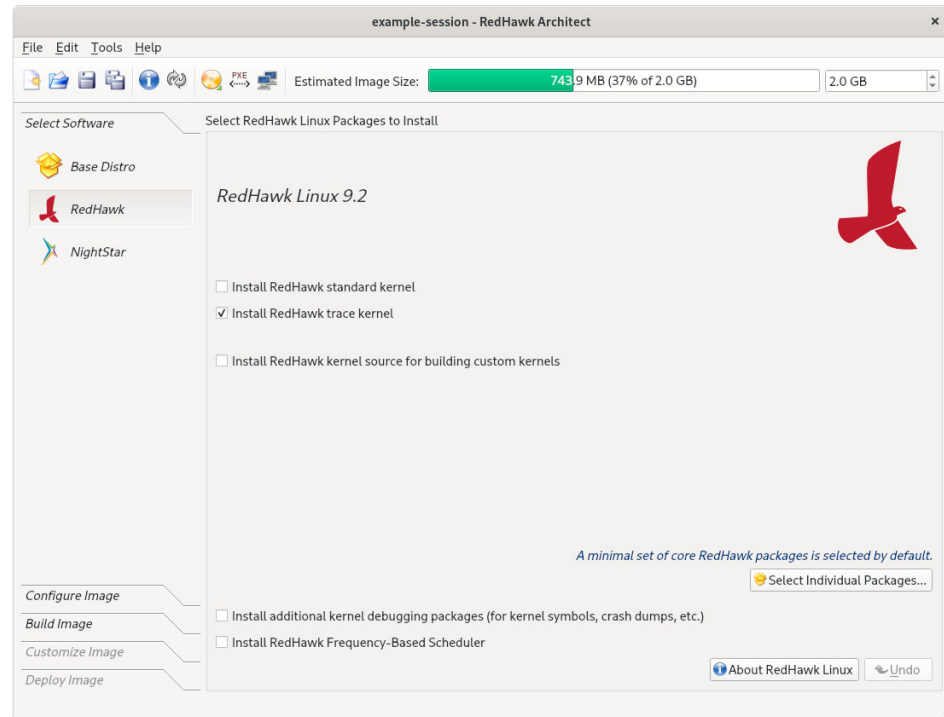 example-session - RedHawk Architect ×
File Edit Tools Help
PXE Estimated Image Size: 743.9 MB (37% of 2.0 GB) 2.0 GB
Select Software
Select RedHawk Linux Packages to Install
Base Distro
RedHawk
NightStar
RedHawk Linux 9.2
Install RedHawk standard kernel
Install RedHawk trace kernel
Install RedHawk kernel source for building custom kernels
A minimal set of core RedHawk packages is selected by default.
Select Individual Packages...
Configure Image
Build Image
Customize Image
Deploy Image
Install additional kernel debugging packages (for kernel symbols, crash dumps, etc.)
Install RedHawk Frequency-Based Scheduler
About RedHawk Linux Undo